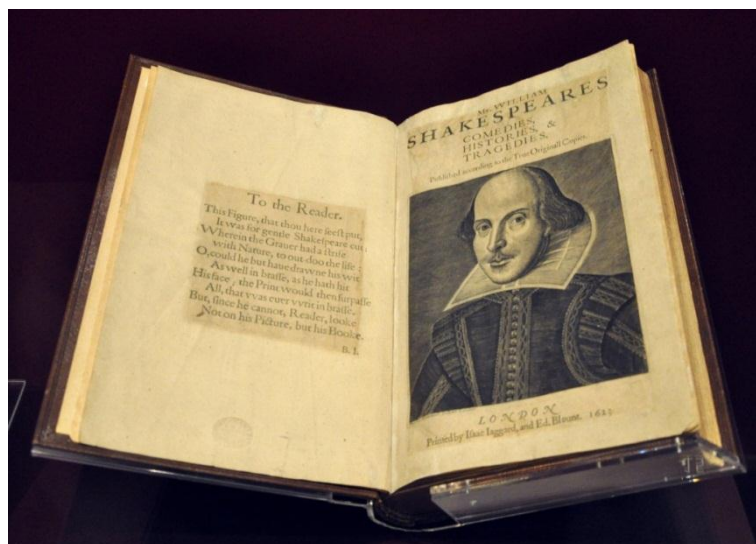 To the Reader.
This Figure, that thou here seest put,
It was for gentle Shakespeare cut;
Wherein the Grauer had a strife
with Nature, to out-doo the life :
O, could he but haue drawne his wit
As well in brasse, as he hath hit
His face ; the Print would then surpasse
All, that vvas euer vvrit in brasse.
But, since he cannot, Reader, looke
Not on his Picture, but his Booke.
B. I.
Mr. WILLIAM
SHAKESPEARES
COMEDIES,
HISTORIES, &
TRAGEDIES.
Published according to the True Originall Copies.
LONDON
Printed by Isaac Iaggard, and Ed. Blount. 1623